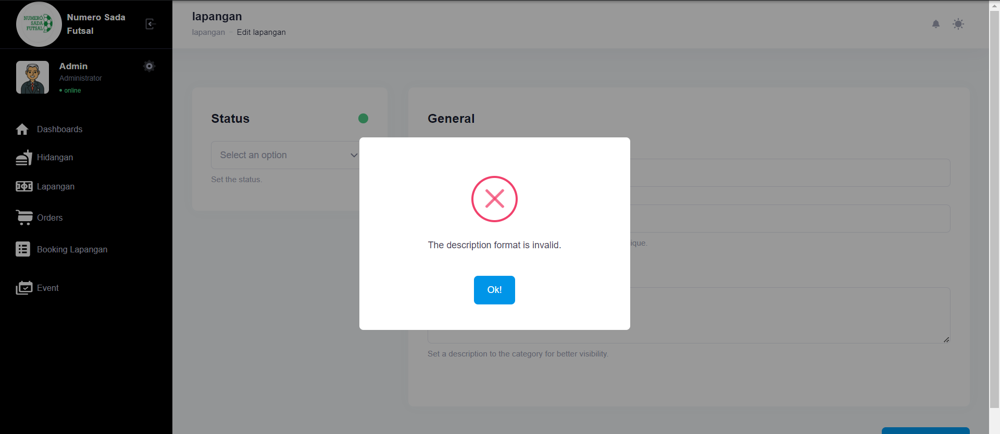 NUMERÓ
SADA
FUTSAL
Numero Sada
Futsal
Admin
Administrator
online
Dashboards
Hidangan
Lapangan
Orders
Booking Lapangan
Event
lapangan
lapangan - Edit lapangan
Status
Select an option
Set the status.
General
ique.
Set a description to the category for better visibility.
The description format is invalid.
Ok!